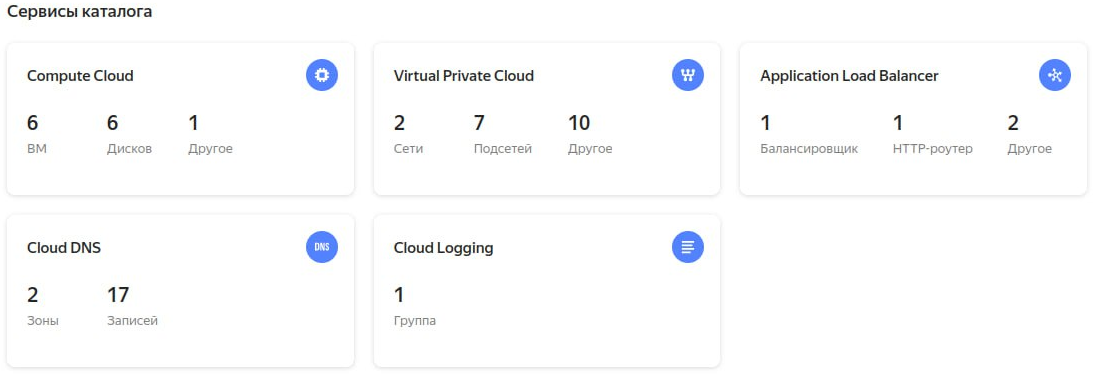 Сервисы каталога
Compute Cloud
6 6 1
ВМ Дисков Другое
Virtual Private Cloud
2 7 10
Сети Подсетей Другое
Application Load Balancer
1 1 2
Балансировщик HTTP-роутер Другое
Cloud DNS
DNS
2 17
Зоны Записей
Cloud Logging
1
Группа